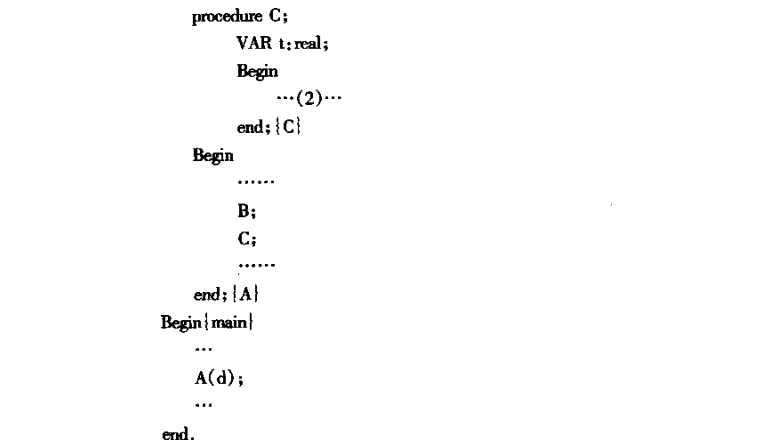 procedure C;
VAR t:real;
Begin
…(2)…
end;{C}
Begin
……
B;
C;
……
end;{A}
Begin{main}
…
A(d);
…
end.